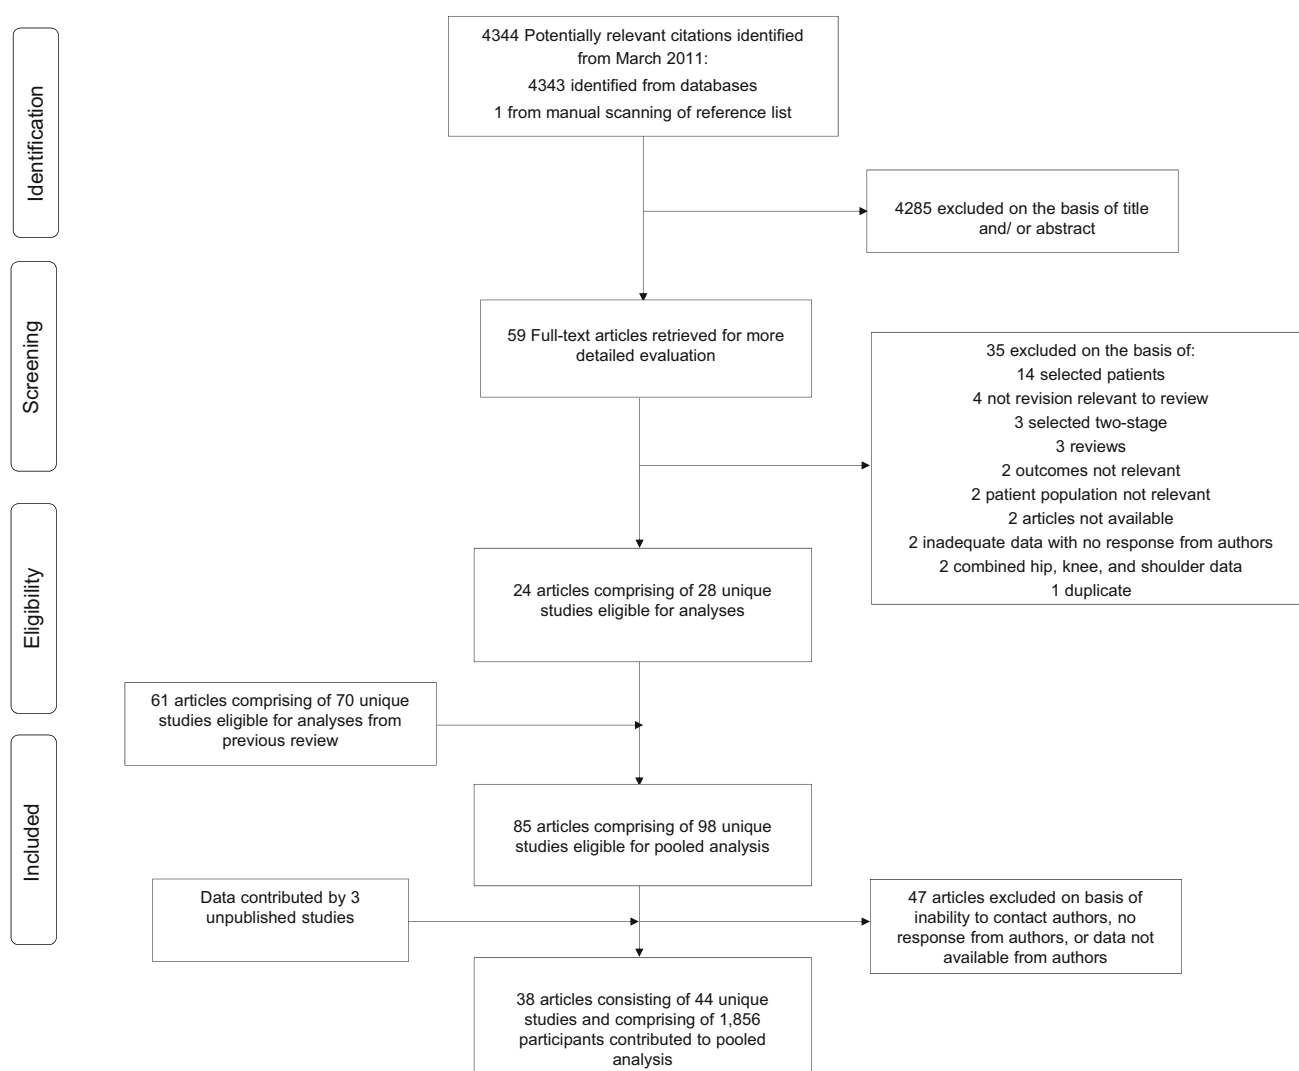 Identification
4344 Potentially relevant citations identified
from March 2011:
4343 identified from databases
1 from manual scanning of reference list
4285 excluded on the basis of title
and/ or abstract
Screening
59 Full-text articles retrieved for more
detailed evaluation
35 excluded on the basis of:
14 selected patients
4 not revision relevant to review
3 selected two-stage
3 reviews
2 outcomes not relevant
2 patient population not relevant
2 articles not available
2 inadequate data with no response from authors
2 combined hip, knee, and shoulder data
1 duplicate
Eligibility
24 articles comprising of 28 unique
studies eligible for analyses
61 articles comprising of 70 unique
studies eligible for analyses from
previous review
Included
85 articles comprising of 98 unique
studies eligible for pooled analysis
Data contributed by 3
unpublished studies
47 articles excluded on basis of
inability to contact authors, no
response from authors, or data not
available from authors
38 articles consisting of 44 unique
studies and comprising of 1,856
participants contributed to pooled
analysis